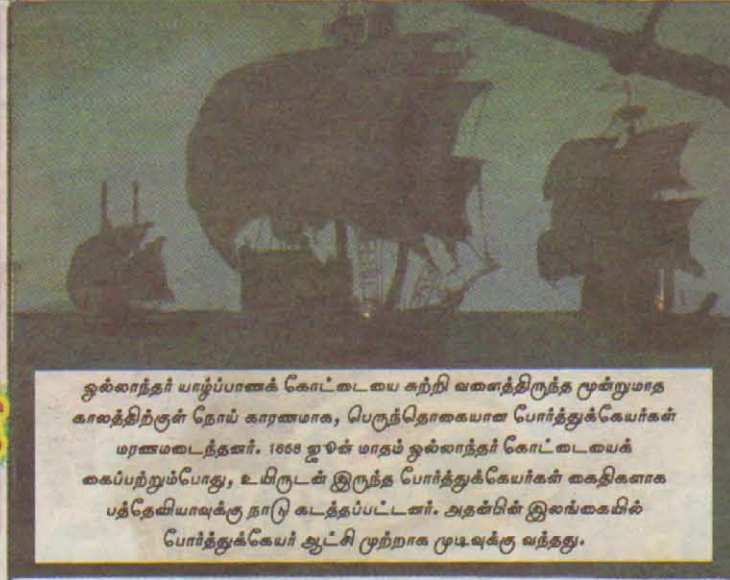 ஒல்லாந்தர் யாழ்ப்பாணக் கோட்டையை சுற்றி வளைத்திருந்த மூன்றுமாத
காலத்திற்குள் நோய் காரணமாக, பெருந்தொகையான போர்த்துக்கேயர்கள்
மரணமடைந்தனர். 1658 ஜூன் மாதம் ஒல்லாந்தர் கோட்டையைக்
கைப்பற்றும்போது, உயிருடன் இருந்த போர்த்துக்கேயர்கள் கைதிகளாக
பத்தேவியாவுக்கு நாடு கடத்தப்பட்டனர். அதன்பின் இலங்கையில்
போர்த்துக்கேயர் ஆட்சி முற்றாக முடிவுக்கு வந்தது.